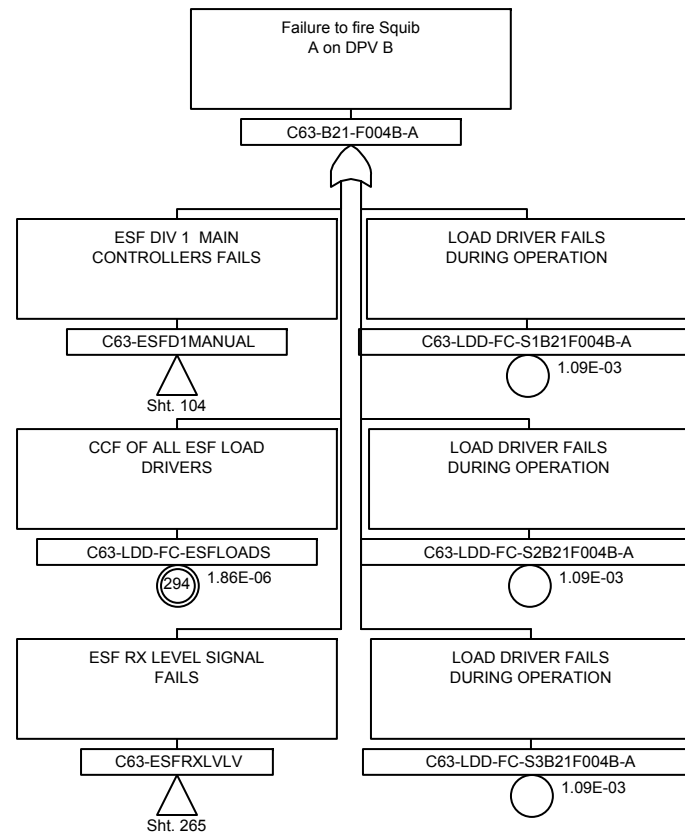 Failure to fire Squib
A on DPV B
C63-B21-F004B-A
ESF DIV 1 MAIN
CONTROLLERS FAILS
C63-ESFD1MANUAL
Sht. 104
LOAD DRIVER FAILS
DURING OPERATION
C63-LDD-FC-S1B21F004B-A
1.09E-03
CCF OF ALL ESF LOAD
DRIVERS
C63-LDD-FC-ESFLOADS
294
1.86E-06
LOAD DRIVER FAILS
DURING OPERATION
C63-LDD-FC-S2B21F004B-A
1.09E-03
ESF RX LEVEL SIGNAL
FAILS
C63-ESFRXLVLV
Sht. 265
LOAD DRIVER FAILS
DURING OPERATION
C63-LDD-FC-S3B21F004B-A
1.09E-03